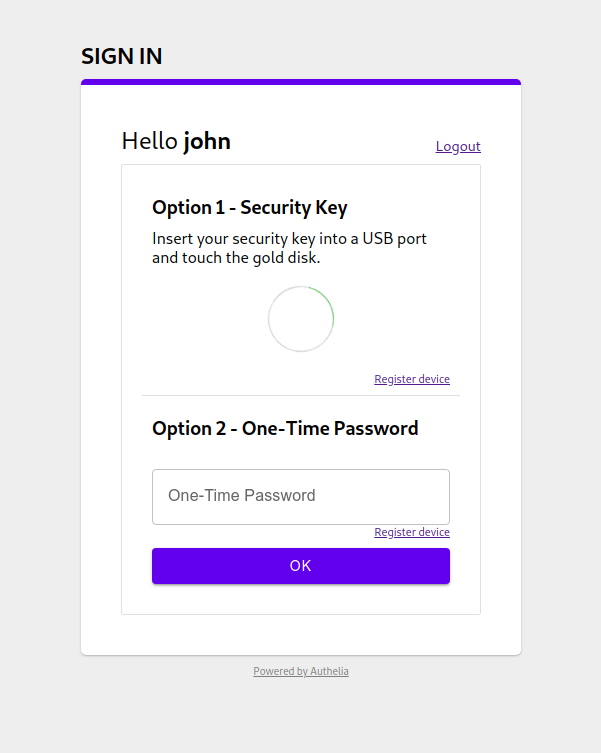 SIGN IN
Hello john
Logout
Option 1 - Security Key
Insert your security key into a USB port
and touch the gold disk.
Register device
Option 2 - One-Time Password
One-Time Password
Register device
OK
Powered by Authelia